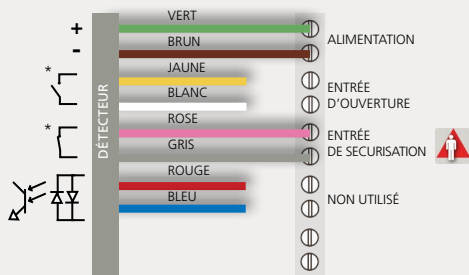 +
VERT
-
BRUN
ALIMENTATION
*
JAUNE
BLANC
ENTRÉE
D'OUVERTURE
*
ROSE
GRIS
ENTRÉE
DE SECURISATION
ROUGE
BLEU
NON UTILISÉ
DÉTECTEUR